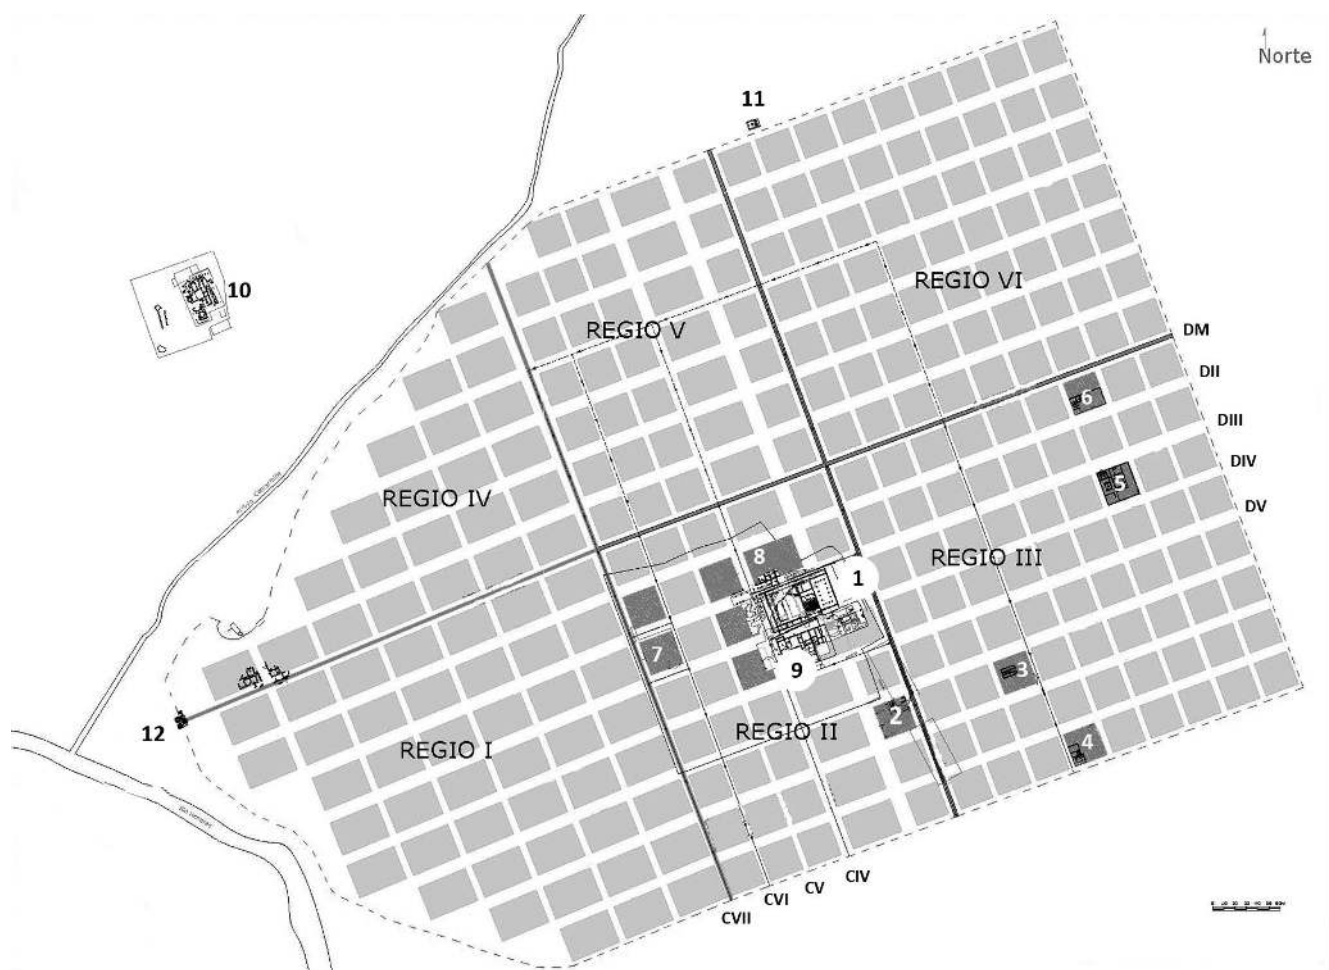 Norte
11
10
REGIO VI
REGIO V
DM
DII
6
DIII
DIV
5
REGIO IV
DV
8
REGIO III
1
7
9
3
2
12
REGIO II
4
REGIO I
CIV
CV
CVI
CVII